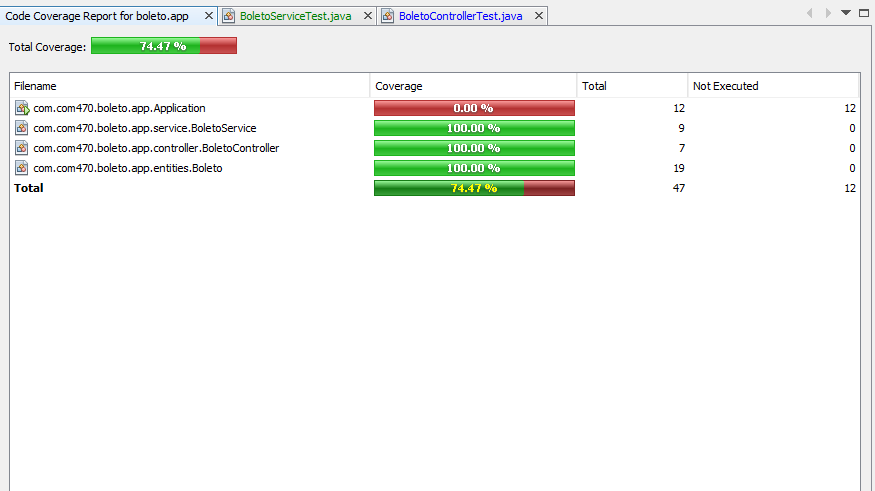 Code Coverage Report for boleto.app BoletoServiceTest.java BoletoControllerTest.java
Total Coverage: 74.47 %
Filename Coverage Total Not Executed
com.com470.boleto.app.Application 0.00 % 12 12
com.com470.boleto.app.service.BoletoService 100.00 % 9 0
com.com470.boleto.app.controller.BoletoController 100.00 % 7 0
com.com470.boleto.app.entities.Boleto 100.00 % 19 0
Total 74.47 % 47 12